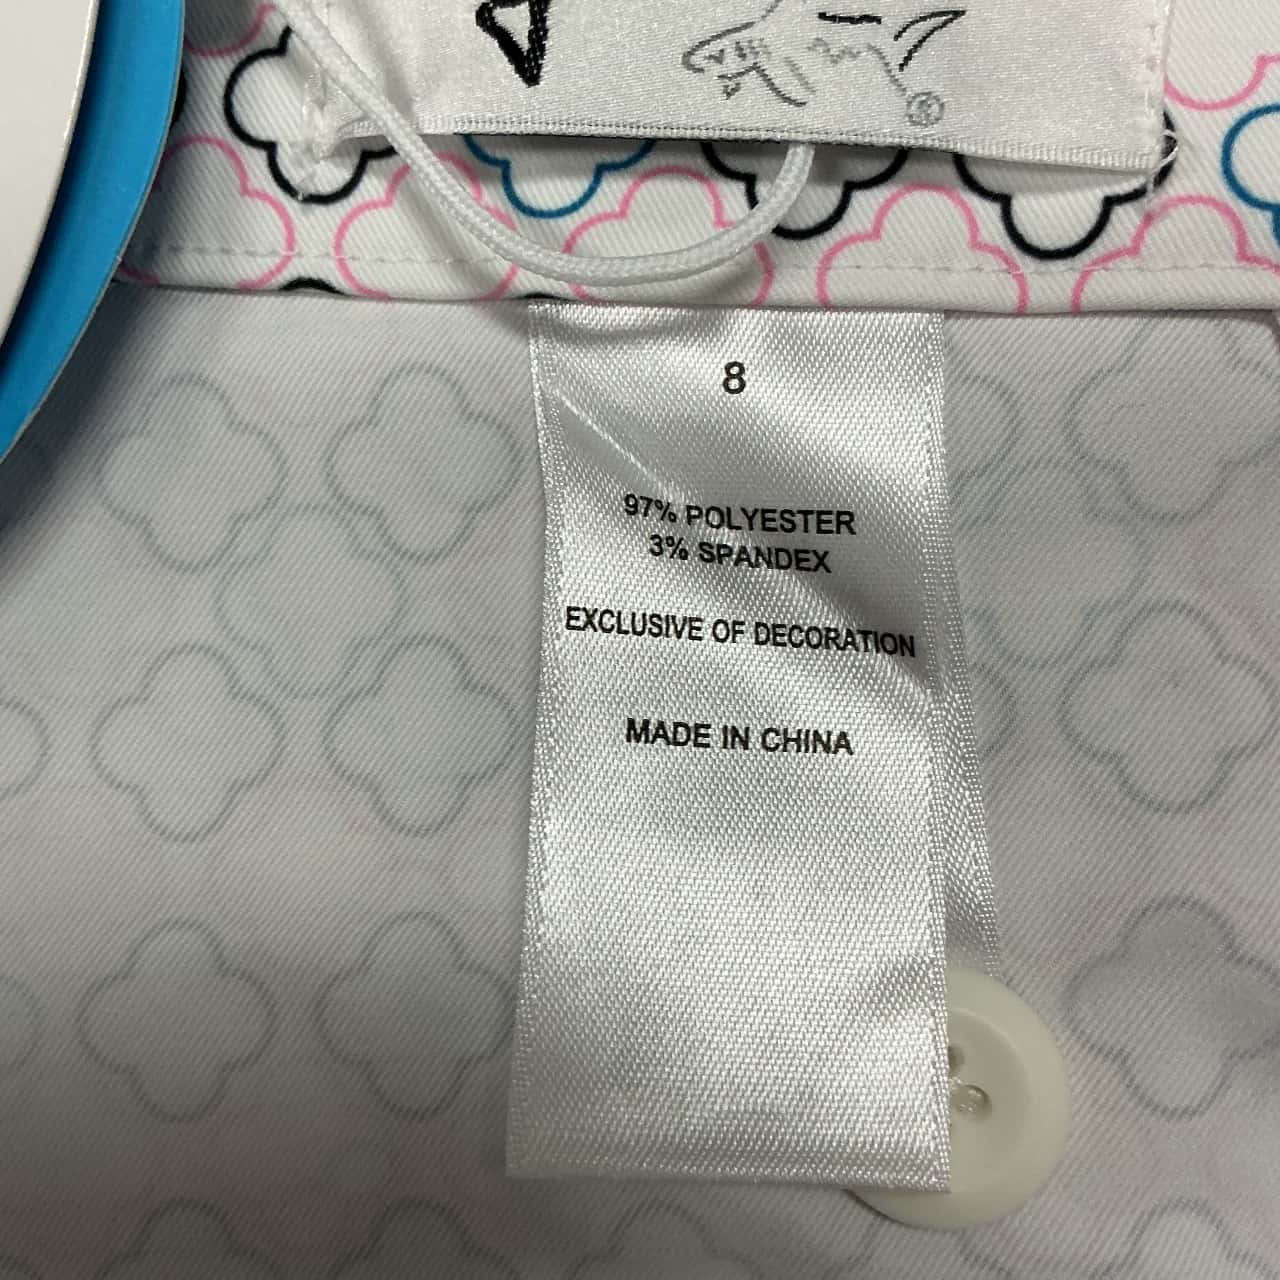 8
97% POLYESTER
3% SPANDEX
EXCLUSIVE OF DECORATION
MADE IN CHINA